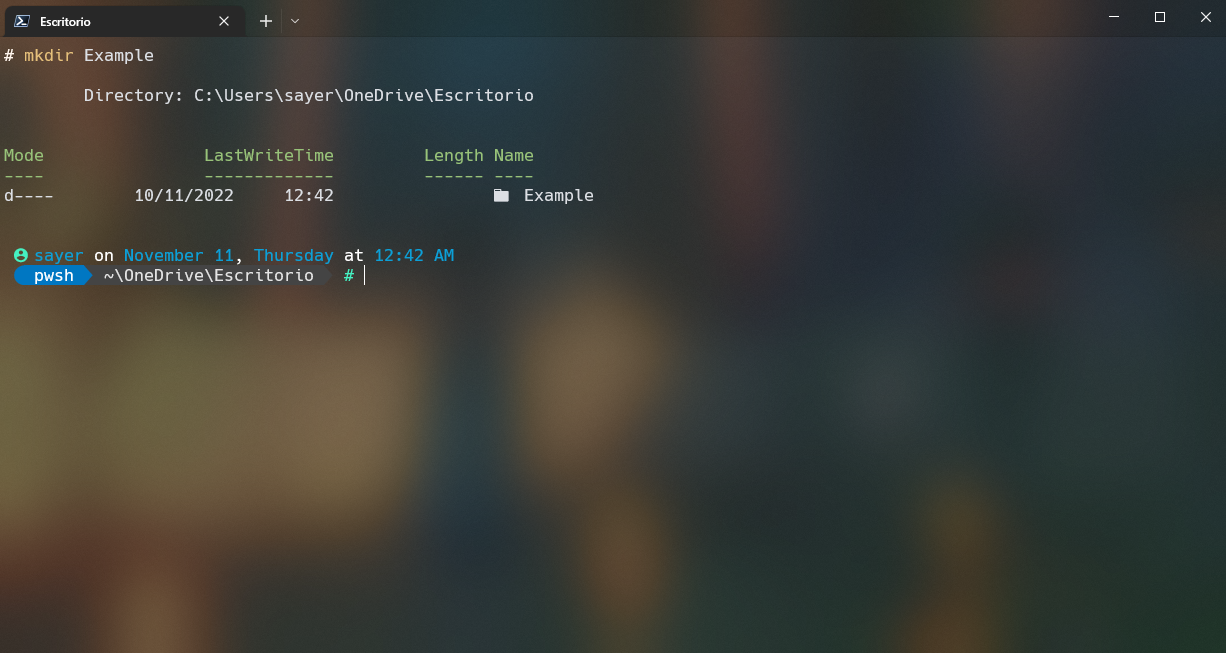 Escritorio
# mkdir Example
Directory: C:\Users\sayer\OneDrive\Escritorio
Mode LastWriteTime Length Name
---- ------------- ------ ----
d---- 10/11/2022 12:42 Example
sayer on November 11, Thursday at 12:42 AM
pwsh ~\OneDrive\Escritorio #